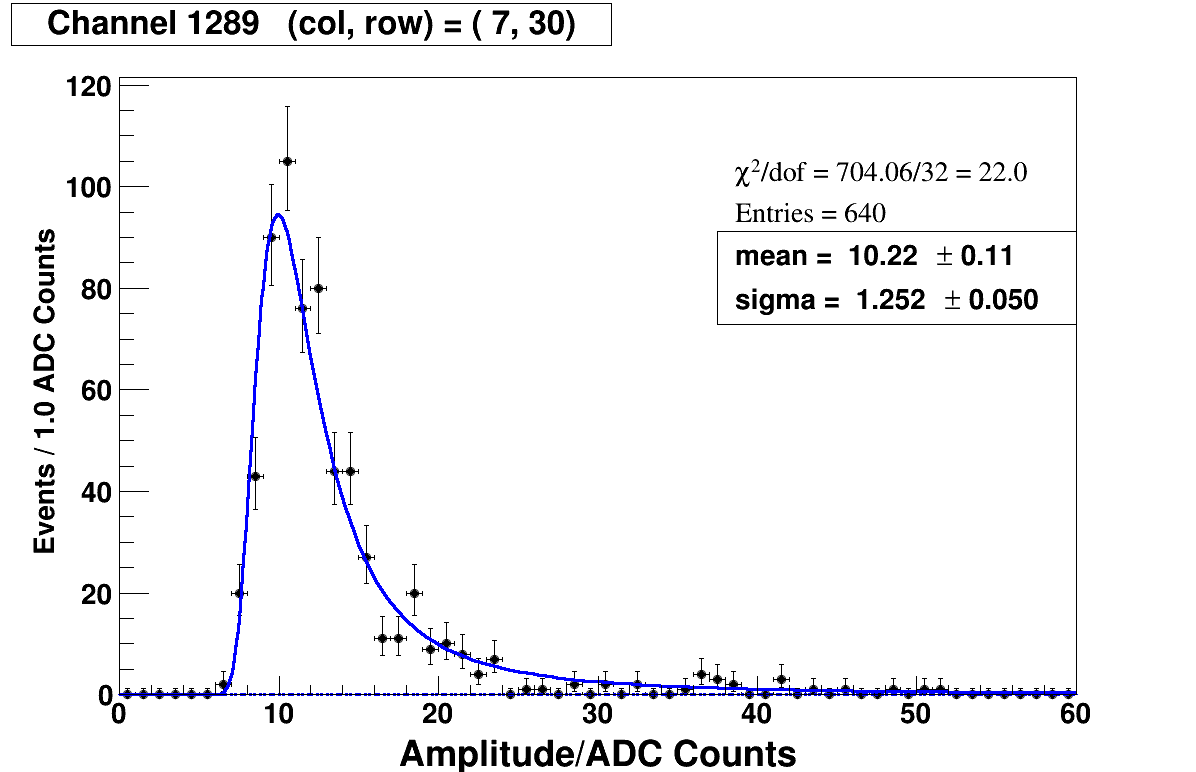 Channel 1289 (col, row) = ( 7, 30)
120
100
80
60
40
20
0
Events / 1.0 ADC Counts
χ²/dof = 704.06/32 = 22.0
Entries = 640
mean = 10.22 ± 0.11
sigma = 1.252 ± 0.050
0 10 20 30 40 50 60
Amplitude/ADC Counts